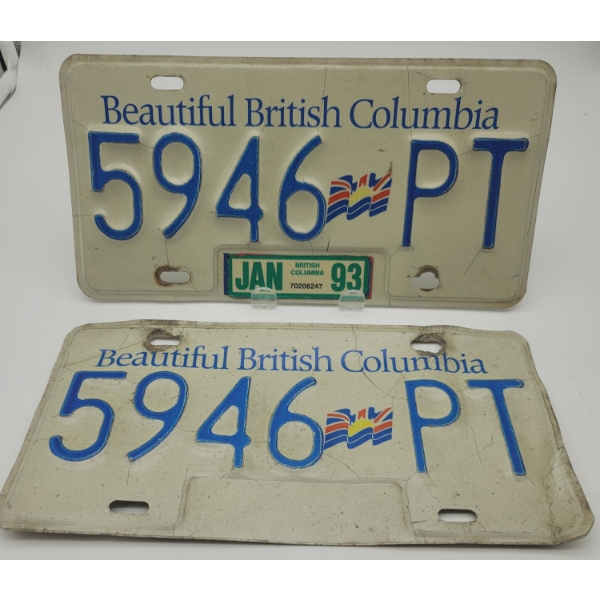 Beautiful British Columbia
5946 PT
JAN BRITISH COLUMBIA 70206247 93
Beautiful British Columbia
5946 PT